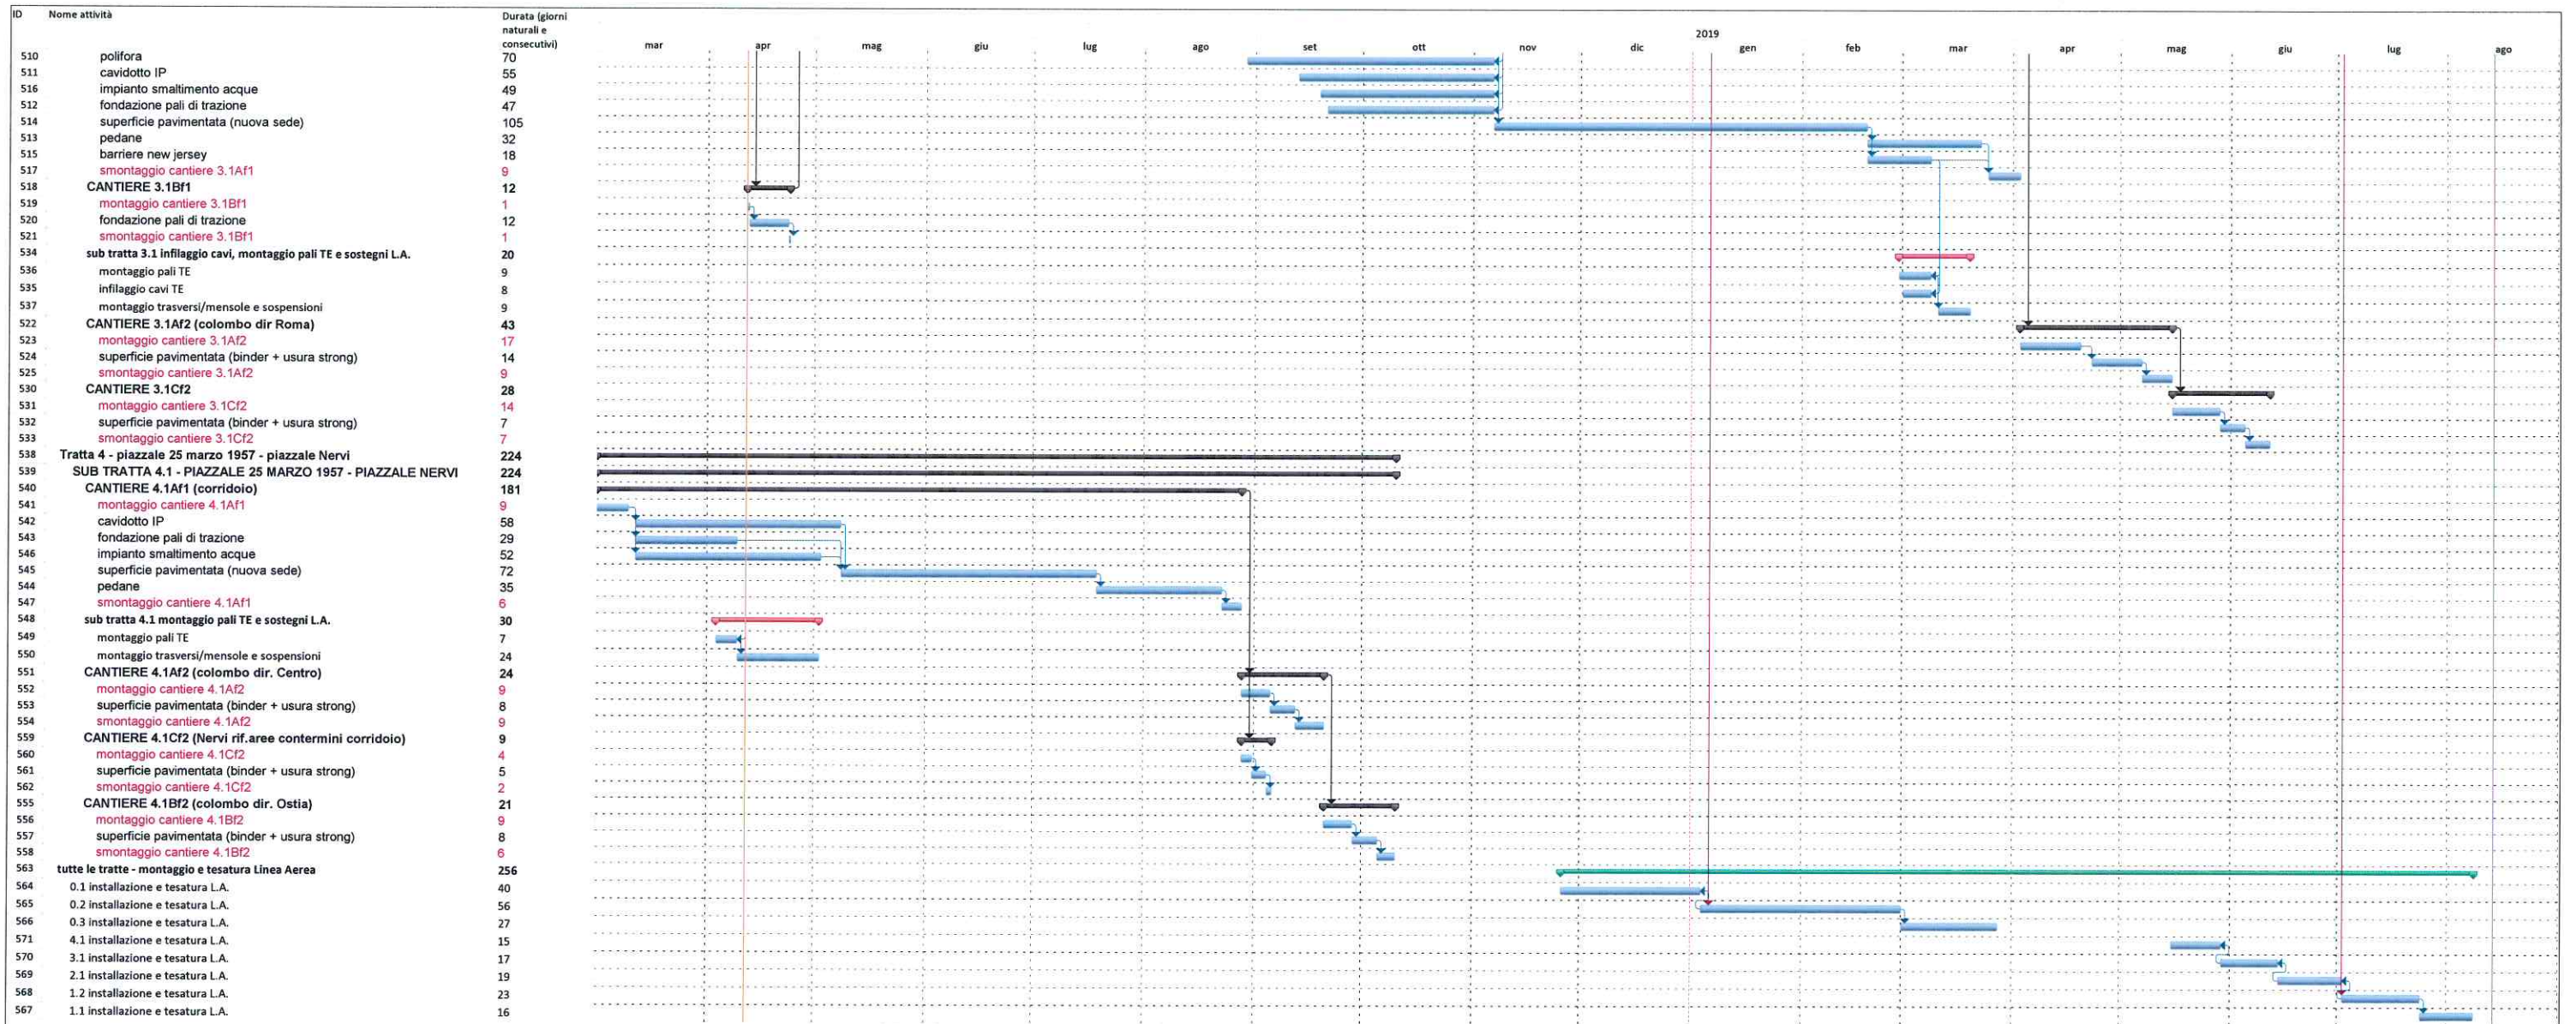 ID Nome attività Durata (giorni
naturali e
consecutivi)
2019
mar apr mag giu lug ago set ott nov dic gen feb mar apr mag giu lug ago
510 polifora 70
511 cavidotto IP 55
516 impianto smaltimento acque 49
512 fondazione pali di trazione 47
514 superficie pavimentata (nuova sede) 105
513 pedane 32
515 barriere new jersey 18
517 smontaggio cantiere 3.1Af1 9
518 CANTIERE 3.1Bf1 12
519 montaggio cantiere 3.1Bf1 1
520 fondazione pali di trazione 12
521 smontaggio cantiere 3.1Bf1 1
534 sub tratta 3.1 infilaggio cavi, montaggio pali TE e sostegni L.A. 20
536 montaggio pali TE 9
535 infilaggio cavi TE 8
537 montaggio trasversi/mensole e sospensioni 9
522 CANTIERE 3.1Af2 (colombo dir Roma) 43
523 montaggio cantiere 3.1Af2 17
524 superficie pavimentata (binder + usura strong) 14
525 smontaggio cantiere 3.1Af2 9
530 CANTIERE 3.1Cf2 28
531 montaggio cantiere 3.1Cf2 14
532 superficie pavimentata (binder + usura strong) 7
533 smontaggio cantiere 3.1Cf2 7
538 Tratta 4 - piazzale 25 marzo 1957 - piazzale Nervi 224
539 SUB TRATTA 4.1 - PIAZZALE 25 MARZO 1957 - PIAZZALE NERVI 224
540 CANTIERE 4.1Af1 (corridoio) 181
541 montaggio cantiere 4.1Af1 9
542 cavidotto IP 58
543 fondazione pali di trazione 29
546 impianto smaltimento acque 52
545 superficie pavimentata (nuova sede) 72
544 pedane 35
547 smontaggio cantiere 4.1Af1 6
548 sub tratta 4.1 montaggio pali TE e sostegni L.A. 30
549 montaggio pali TE 7
550 montaggio trasversi/mensole e sospensioni 24
551 CANTIERE 4.1Af2 (colombo dir. Centro) 24
552 montaggio cantiere 4.1Af2 9
553 superficie pavimentata (binder + usura strong) 8
554 smontaggio cantiere 4.1Af2 9
559 CANTIERE 4.1Cf2 (Nervi rif.aree contermini corridoio) 9
560 montaggio cantiere 4.1Cf2 4
561 superficie pavimentata (binder + usura strong) 5
562 smontaggio cantiere 4.1Cf2 2
555 CANTIERE 4.1Bf2 (colombo dir. Ostia) 21
556 montaggio cantiere 4.1Bf2 9
557 superficie pavimentata (binder + usura strong) 8
558 smontaggio cantiere 4.1Bf2 6
563 tutte le tratte - montaggio e tesatura Linea Aerea 256
564 0.1 installazione e tesatura L.A. 40
565 0.2 installazione e tesatura L.A. 56
566 0.3 installazione e tesatura L.A. 27
571 4.1 installazione e tesatura L.A. 15
570 3.1 installazione e tesatura L.A. 17
569 2.1 installazione e tesatura L.A. 19
568 1.2 installazione e tesatura L.A. 23
567 1.1 installazione e tesatura L.A. 16